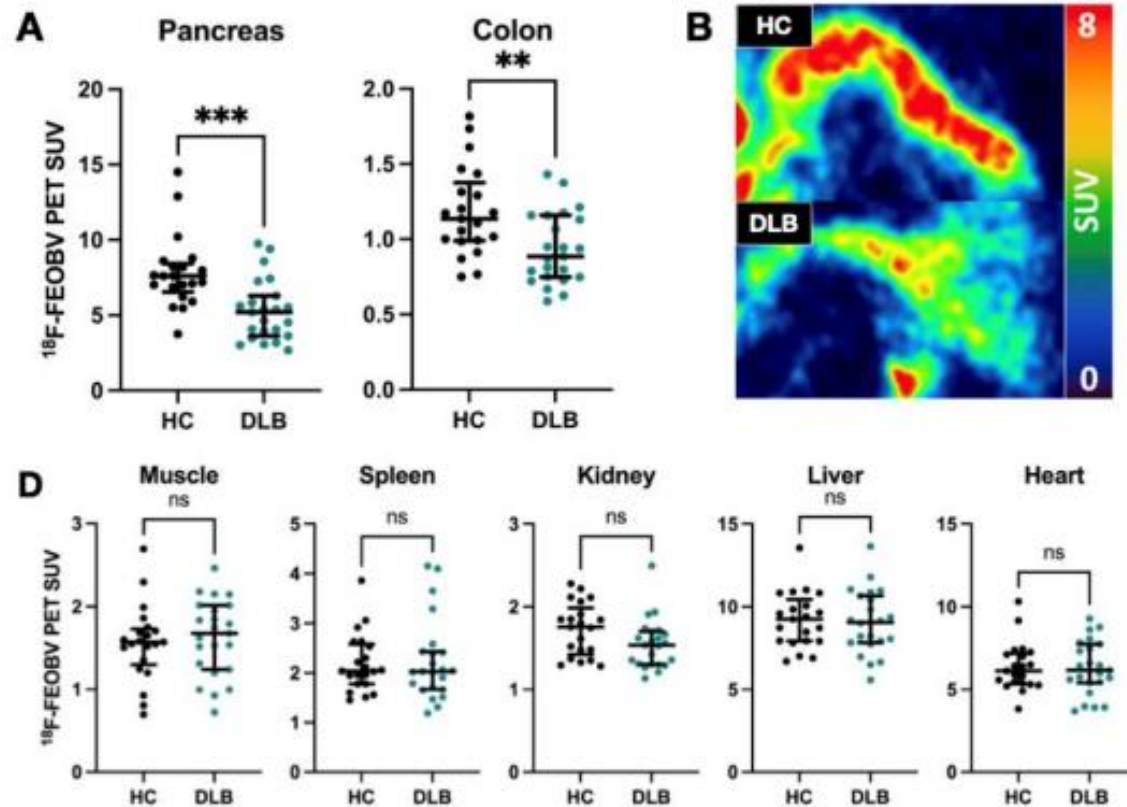 A
Pancreas
Colon
B
HC
8
***
**
¹⁸F-FEOBV PET SUV
20
15
10
5
0
HC
DLB
2.0
1.5
1.0
0.5
0.0
HC
DLB
DLB
SUV
0
D
Muscle
Spleen
Kidney
Liver
Heart
ns
ns
ns
ns
ns
¹⁸F-FEOBV PET SUV
3
2
1
0
HC
DLB
5
4
3
2
1
0
HC
DLB
3
2
1
0
HC
DLB
15
10
5
0
HC
DLB
15
10
5
0
HC
DLB